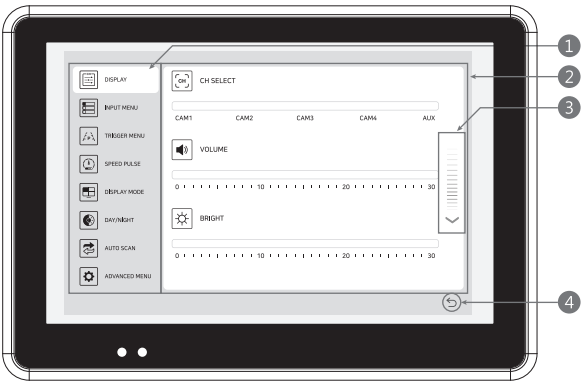 DISPLAY
INPUT MENU
TRIGGER MENU
SPEED PULSE
DISPLAY MODE
DAY/NIGHT
AUTO SCAN
ADVANCED MENU
CH CH SELECT
CAM1 CAM2 CAM3 CAM4 AUX
VOLUME
0 10 20 30
BRIGHT
0 10 20 30
1
2
3
4